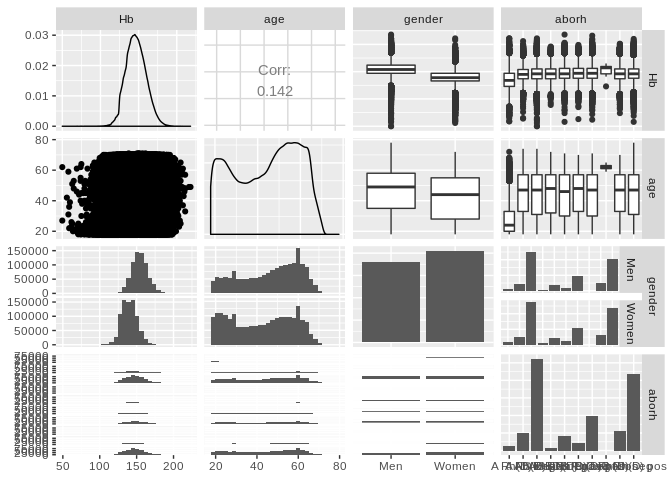 Hb age gender aborh
0.03
0.02
0.01
0.00
Corr:
0.142
Hb
80
60
40
20
age
150000
100000
50000
0
150000
100000
50000
0
Men
Women
gender
75000
aborh
50 100 150 200 20 40 60 80 Men Women